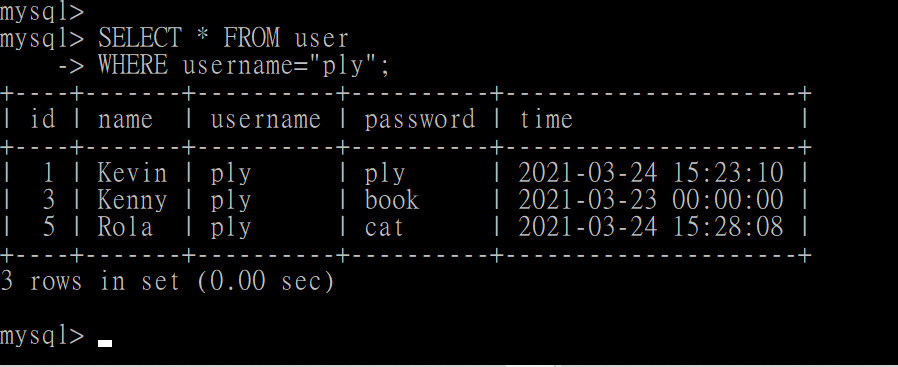 mysql>
mysql> SELECT * FROM user
    -> WHERE username="ply";
+----+-------+----------+----------+---------------------+
| id | name  | username | password | time                |
+----+-------+----------+----------+---------------------+
|  1 | Kevin | ply      | ply      | 2021-03-24 15:23:10 |
|  3 | Kenny | ply      | book     | 2021-03-23 00:00:00 |
|  5 | Rola  | ply      | cat      | 2021-03-24 15:28:08 |
+----+-------+----------+----------+---------------------+
3 rows in set (0.00 sec)
mysql>